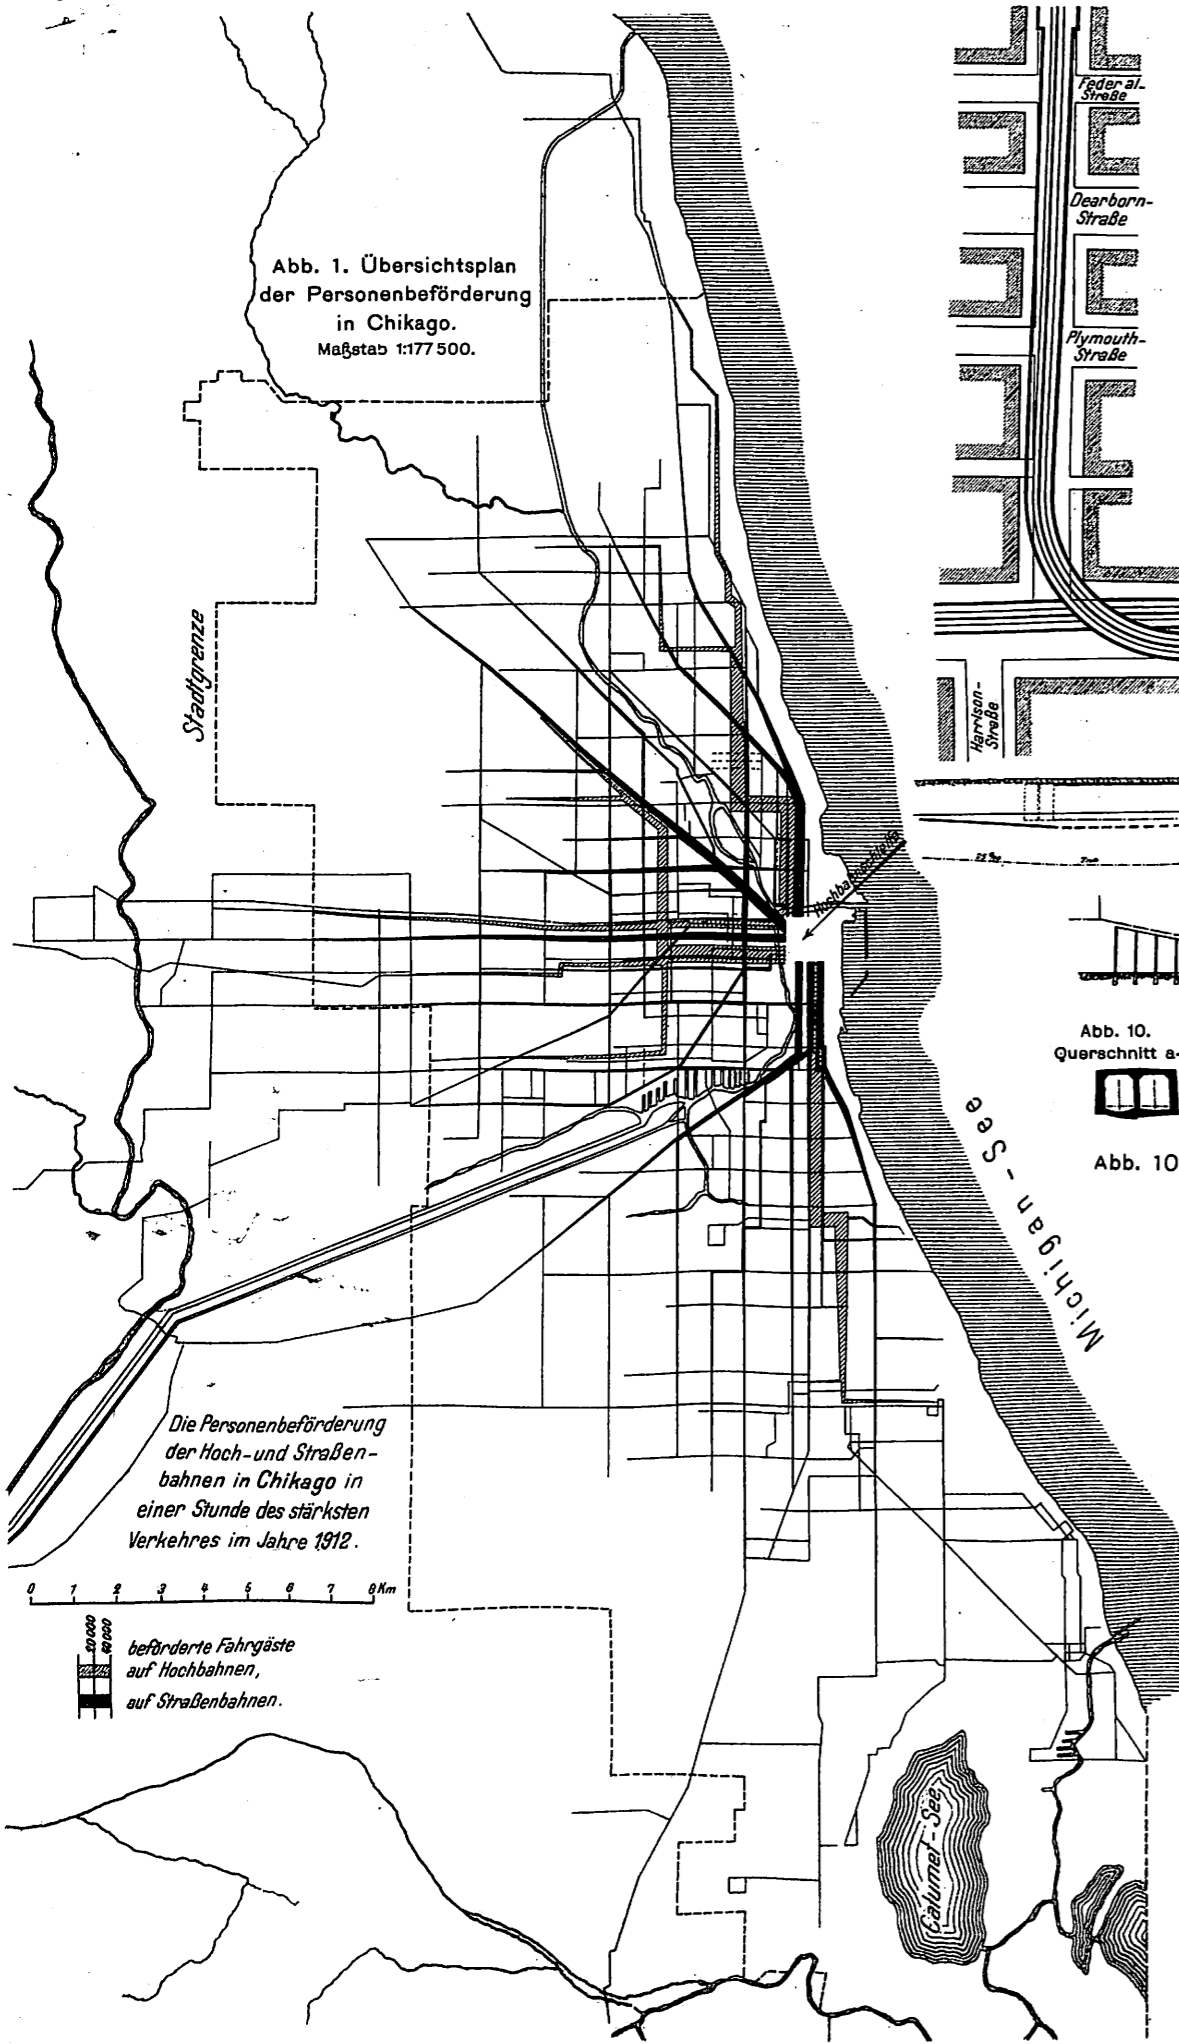 Abb. 1. Übersichtsplan
der Personenbeförderung
in Chikago.
Maßstab 1:177 500.
Federal-
Straße
Dearborn-
Straße
Plymouth-
Straße
Harrison-
Straße
Stadtgrenze
Hochbahnschleife
Abb. 10.
Querschnitt a-
Abb. 10
Michigan-See
Die Personenbeförderung
der Hoch- und Straßen-
bahnen in Chikago in
einer Stunde des stärksten
Verkehres im Jahre 1912.
0 1 2 3 4 5 6 7 8 Km
beförderte Fahrgäste
auf Hochbahnen,
auf Straßenbahnen.
Calumet-See